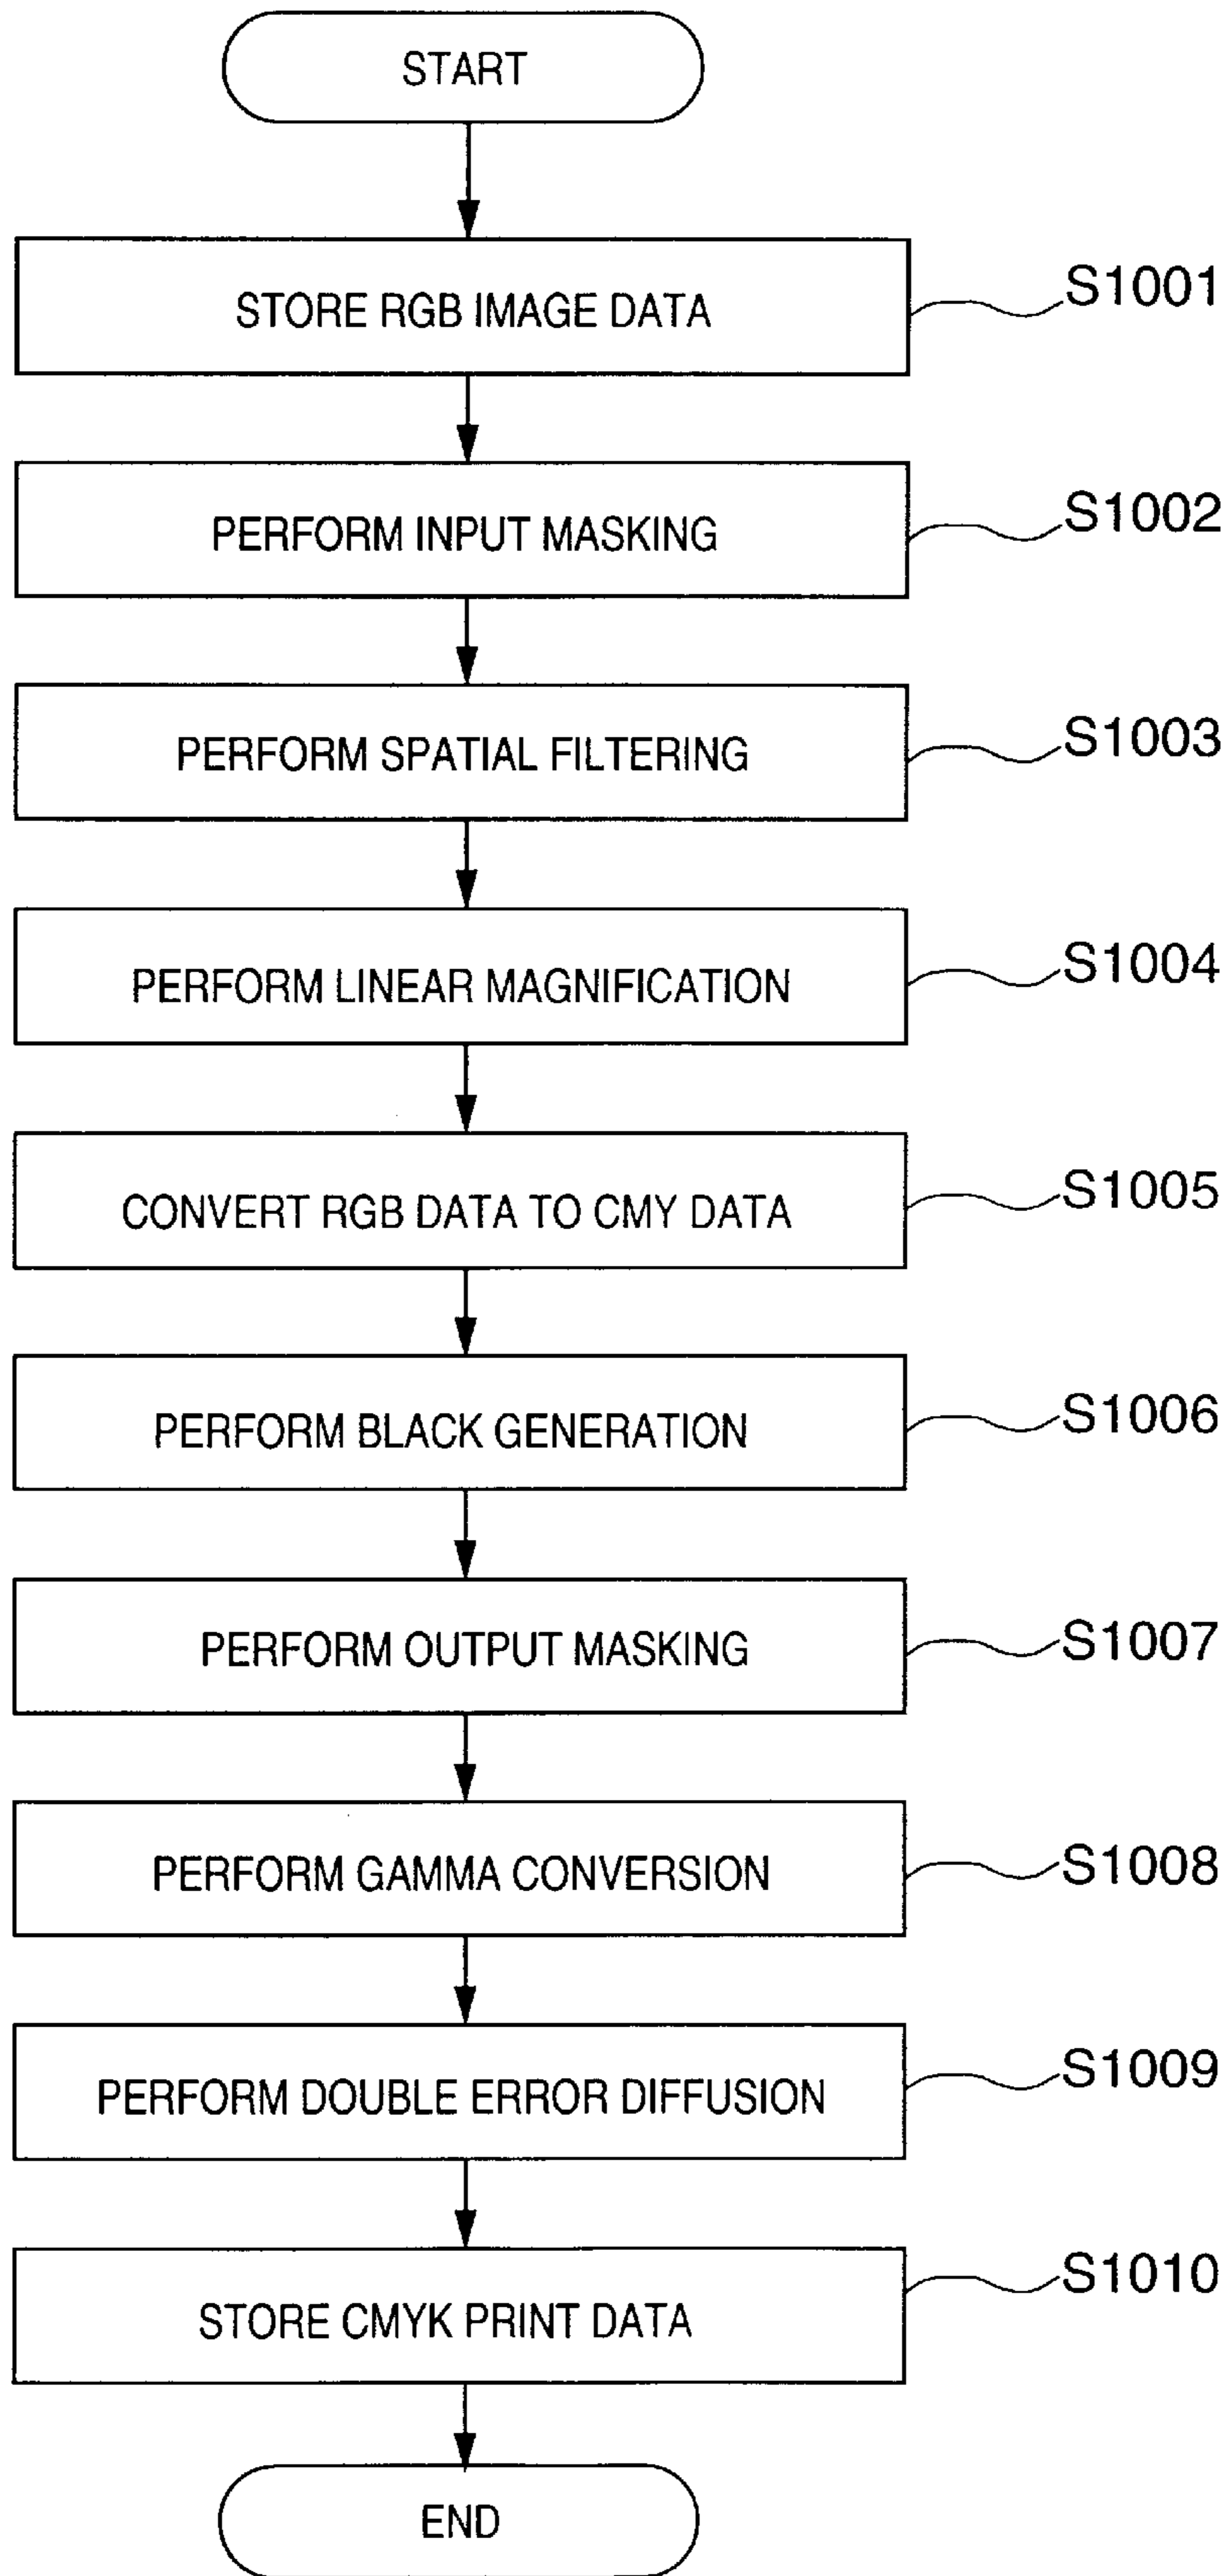 START
STORE RGB IMAGE DATA
S1001
PERFORM INPUT MASKING
S1002
PERFORM SPATIAL FILTERING
S1003
PERFORM LINEAR MAGNIFICATION
S1004
CONVERT RGB DATA TO CMY DATA
S1005
PERFORM BLACK GENERATION
S1006
PERFORM OUTPUT MASKING
S1007
PERFORM GAMMA CONVERSION
S1008
PERFORM DOUBLE ERROR DIFFUSION
S1009
STORE CMYK PRINT DATA
S1010
END